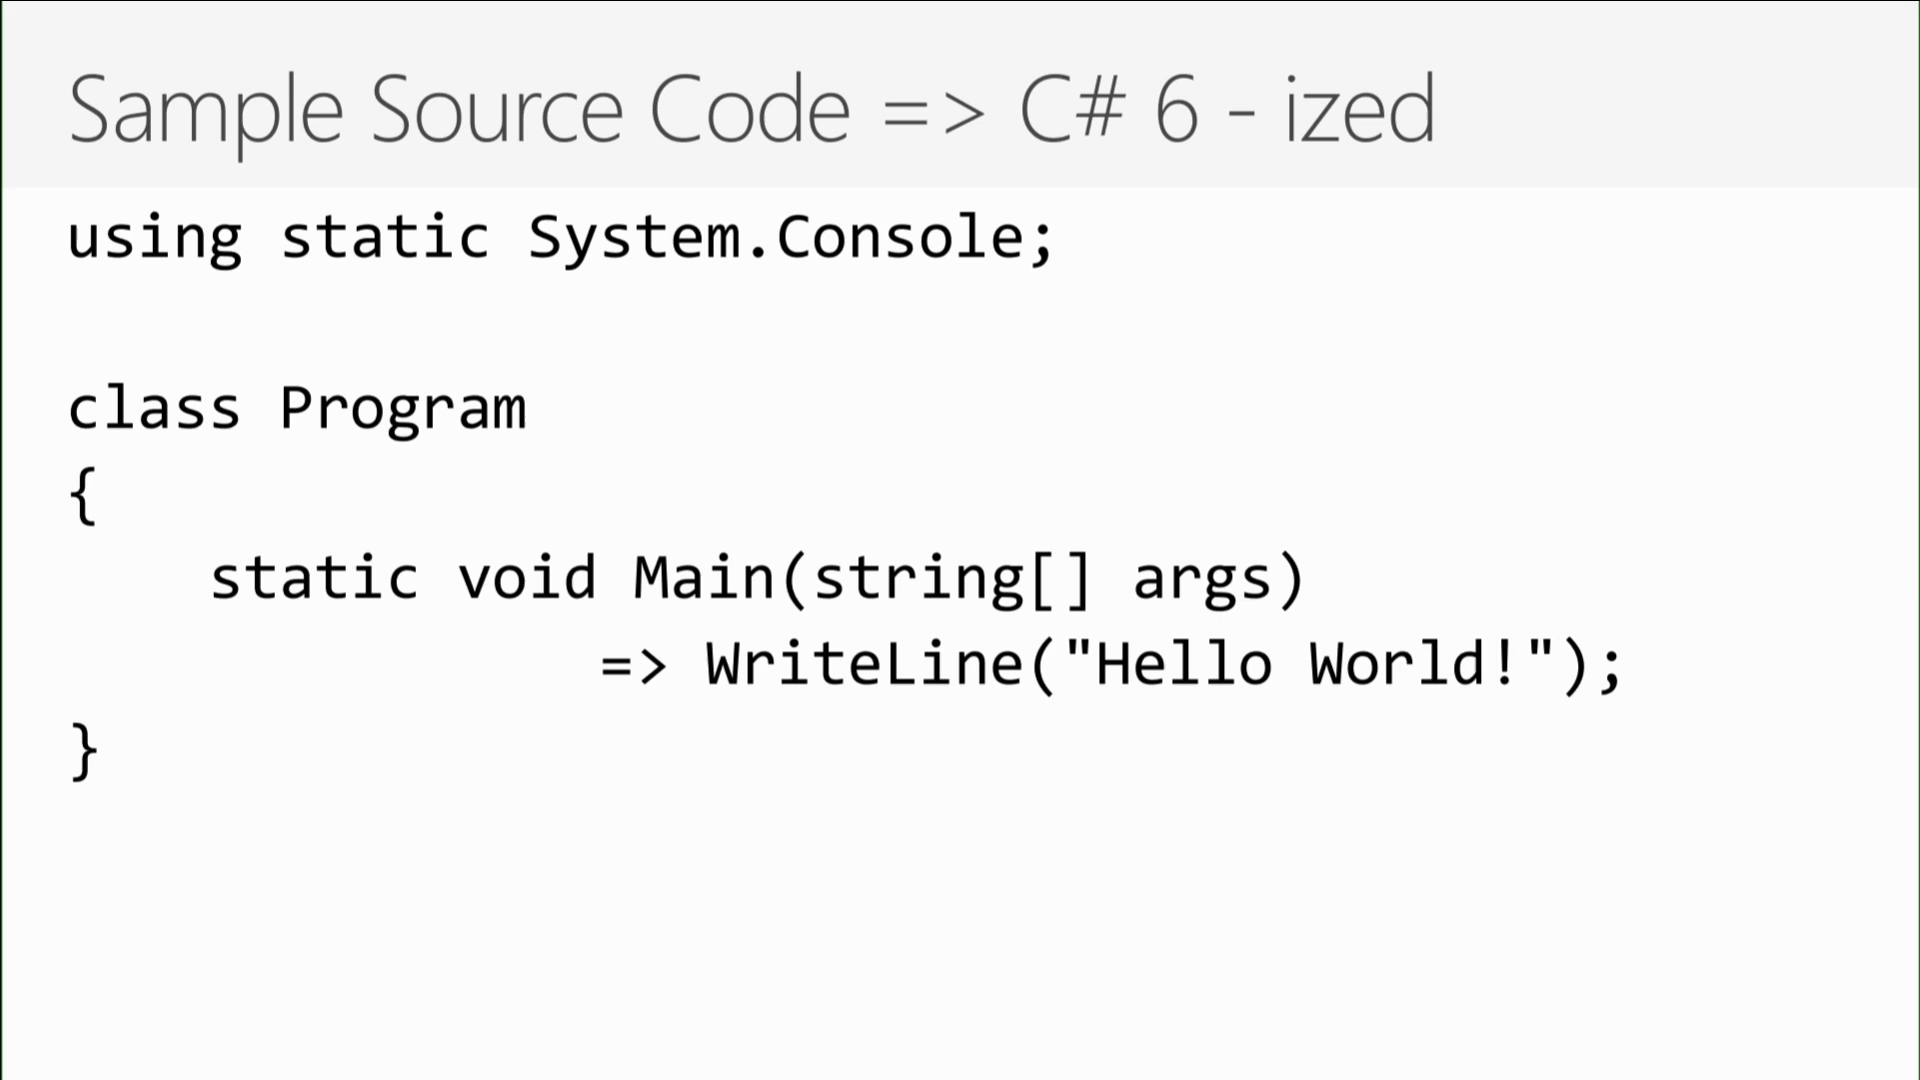 Sample Source Code => C# 6 - ized
using static System.Console;
class Program
{
    static void Main(string[] args)
               => WriteLine("Hello World!");
}